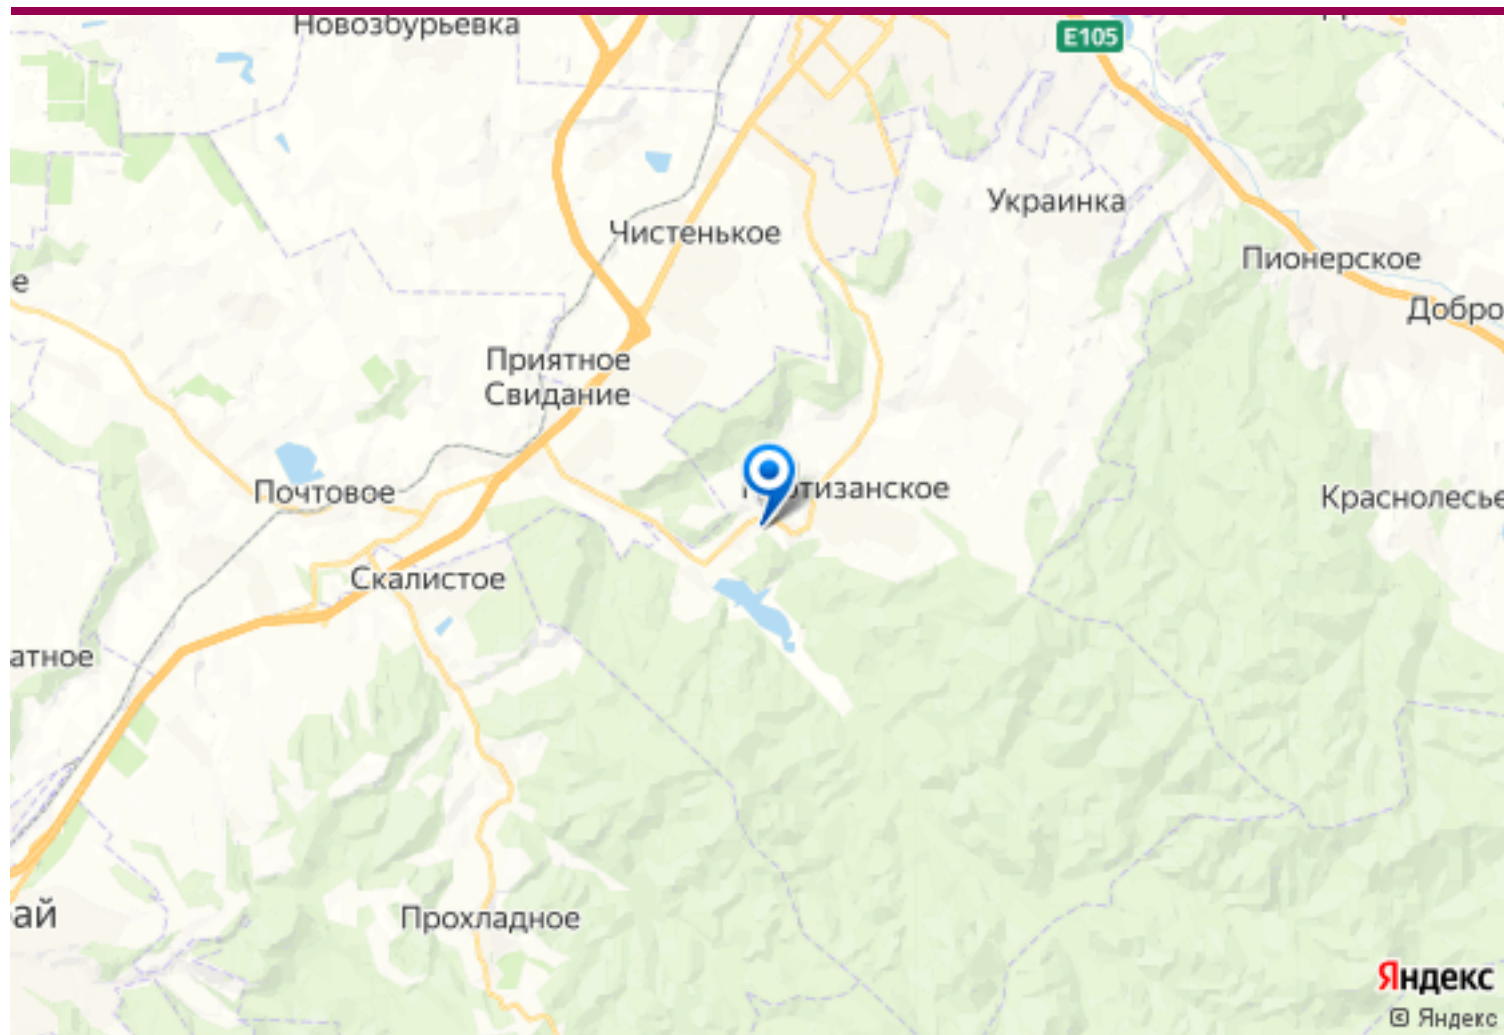 Новозбурьевка
E105
Украинка
Чистенькое
Пионерское
е
Добро
Приятное
Свидание
Почтовое
тизанское
Краснолесье
Скалистое
атное
ай
Прохладное
Яндекс
© Яндекс